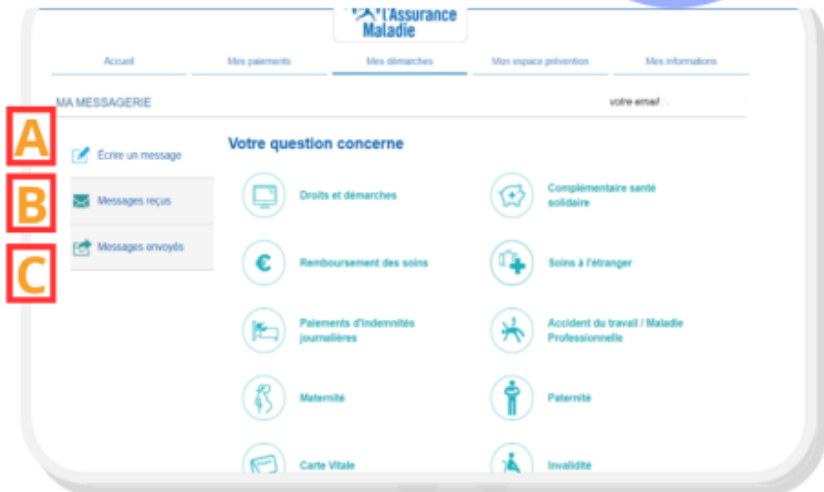 l'Assurance
Maladie
Accueil
Mes paiements
Mes démarches
Mon espace prévention
Mes informations
MA MESSAGERIE
votre email :
A
Écrire un message
B
Messages reçus
C
Messages envoyés
Votre question concerne
Droits et démarches
Complémentaire santé
solidaire
Remboursement des soins
Soins à l'étranger
Paiements d'indemnités
journalières
Accident du travail / Maladie
Professionnelle
Maternité
Paternité
Carte Vitale
Invalidité